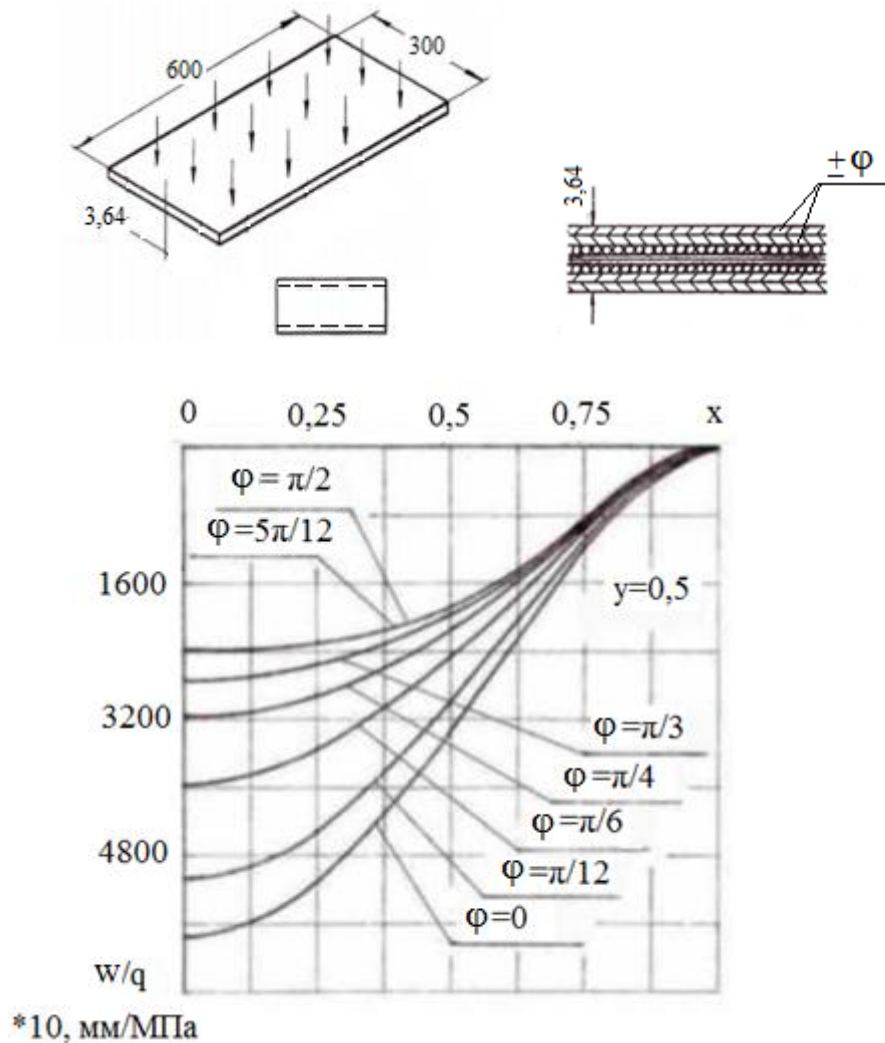 600
300
3,64
3,64
±φ
0 0,25 0,5 0,75 x
φ = π/2
φ=5π/12
1600
y=0,5
3200
φ=π/3
φ=π/4
φ=π/6
4800
φ=π/12
φ=0
w/q
*10, мм/МПа